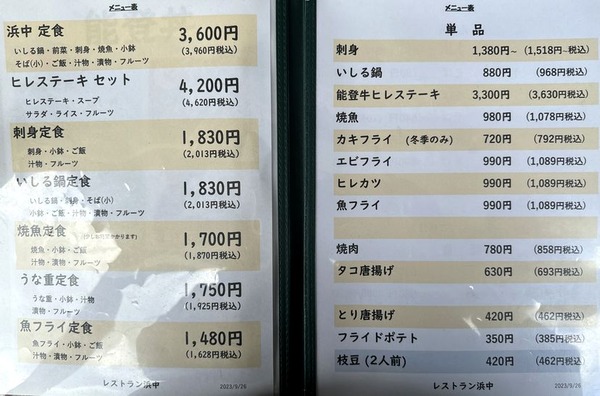 メニュー表
浜中 定食 3,600円
いしる鍋・前菜・刺身・焼魚・小鉢 (3,960円税込)
そば(小)・ご飯・汁物・漬物・フルーツ
ヒレステーキ セット 4,200円
ヒレステーキ・スープ (4,620円税込)
サラダ・ライス・フルーツ
刺身定食 1,830円
刺身・小鉢・ご飯 (2,013円税込)
汁物・フルーツ
いしる鍋定食 1,830円
いしる鍋・刺身・そば(小) (2,013円税込)
小鉢・ご飯・汁物・漬物・フルーツ
焼魚定食 1,700円
焼魚・小鉢・ご飯 (1,870円税込)
汁物・漬物・フルーツ
うな重定食 1,750円
うな重・小鉢・汁物 (1,925円税込)
漬物・フルーツ
魚フライ定食 1,480円
魚フライ・小鉢・ご飯 (1,628円税込)
汁物・漬物・フルーツ
レストラン浜中 2023/9/26
メニュー表
単 品
刺身 1,380円~ (1,518円~税込)
いしる鍋 880円 (968円税込)
能登牛ヒレステーキ 3,300円 (3,630円税込)
焼魚 980円 (1,078円税込)
カキフライ (冬季のみ) 720円 (792円税込)
エビフライ 990円 (1,089円税込)
ヒレカツ 990円 (1,089円税込)
魚フライ 990円 (1,089円税込)
焼肉 780円 (858円税込)
タコ唐揚げ 630円 (693円税込)
とり唐揚げ 420円 (462円税込)
フライドポテト 350円 (385円税込)
枝豆 (2人前) 420円 (462円税込)
レストラン浜中 2023/9/26